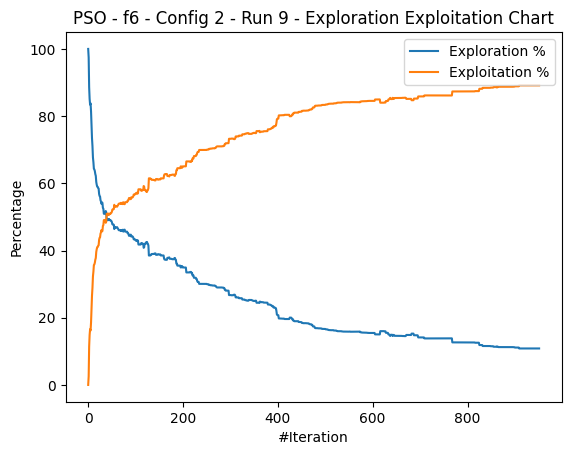 PSO - f6 - Config 2 - Run 9 - Exploration Exploitation Chart
Exploration %
Exploitation %
Percentage
100
80
60
40
20
0
0
200
400
600
800
#Iteration